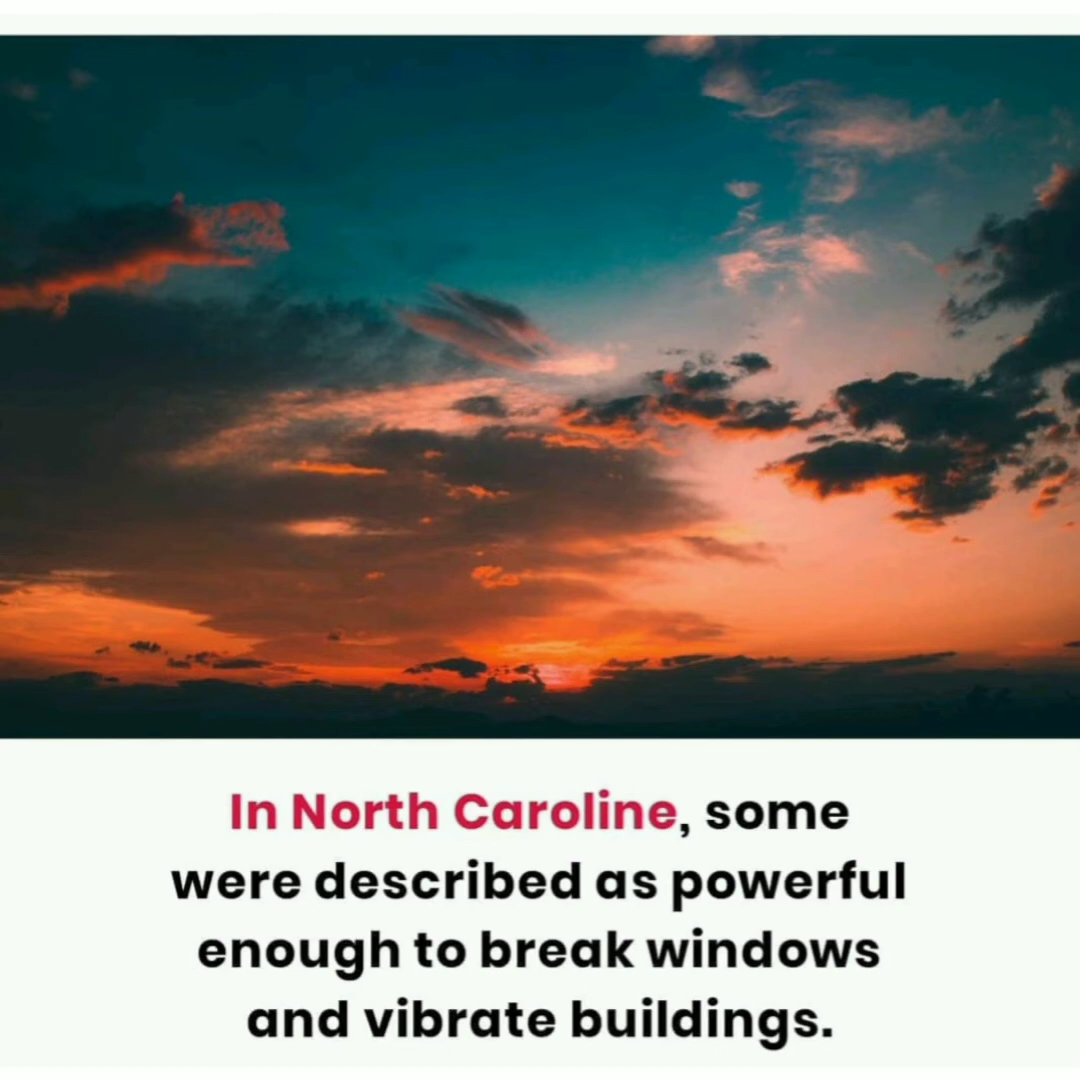 In North Caroline, some
were described as powerful
enough to break windows
and vibrate buildings.